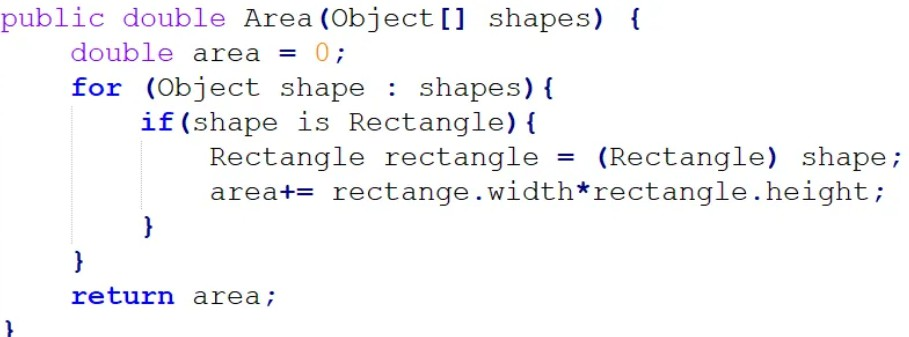 public double Area(Object[] shapes) {
double area = 0;
for (Object shape : shapes){
if(shape is Rectangle){
Rectangle rectangle = (Rectangle) shape;
area+= rectange.width*rectangle.height;
}
}
return area;
}